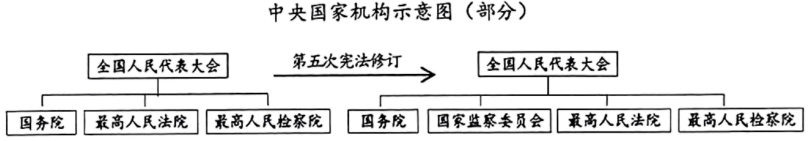 中央国家机构示意图（部分）
全国人民代表大会 第五次宪法修订 全国人民代表大会
国务院 最高人民法院 最高人民检察院 国务院 国家监察委员会 最高人民法院 最高人民检察院